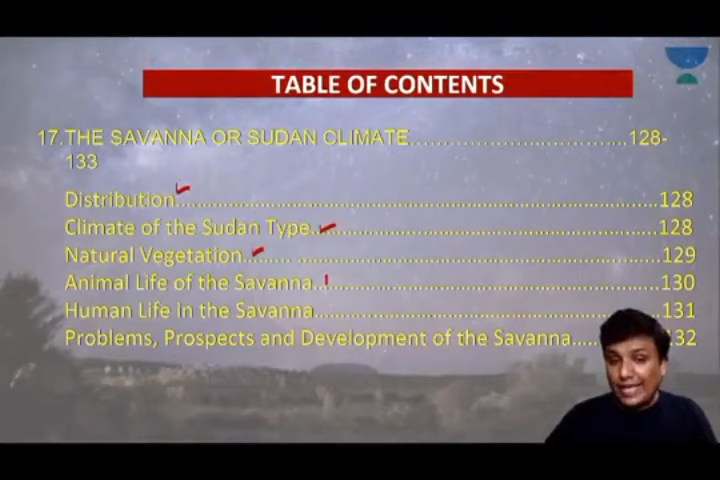 TABLE OF CONTENTS
17.THE SAVANNA OR SUDAN CLIMATE.................................128-
133
Distribution.................................................................128
Climate of the Sudan Type.................................................................128
Natural Vegetation.................................................................129
Animal Life of the Savanna.................................................................130
Human Life in the Savanna.................................................................131
Problems, Prospects and Development of the Savanna.....32